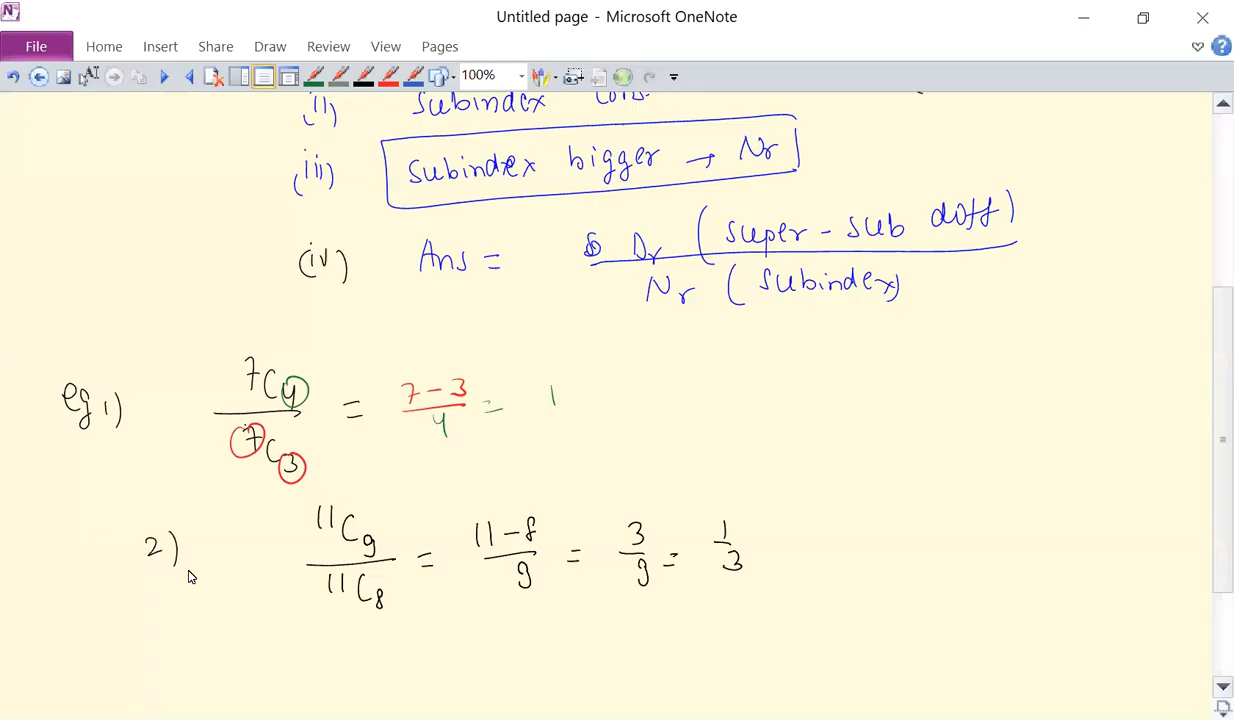 Untitled page - Microsoft OneNote
File Home Insert Share Draw Review View Pages
100%
(ii) Subindex
(iii) Subindex bigger → Nr
(iv) Ans = Dr (super - sub diff)
Nr (subindex)
eg 1) 7C4 / 7C3 = 7 - 3 / 4 = 1
2) 11C9 / 11C8 = 11 - 8 / 9 = 3 / 9 = 1 / 3